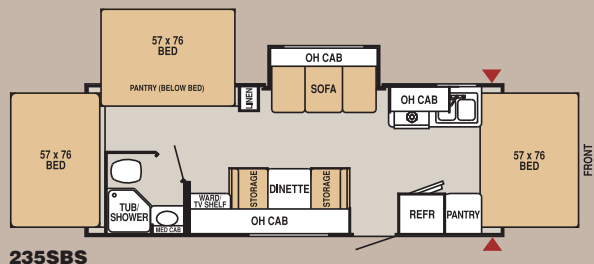 57 x 76
BED
PANTRY (BELOW BED)
LINEN
OH CAB
SOFA
OH CAB
57 x 76
BED
57 x 76
BED
FRONT
TUB/
SHOWER
MED CAB
WARD/
TV SHELF
STORAGE
DINETTE
STORAGE
OH CAB
REFR
PANTRY
235SBS